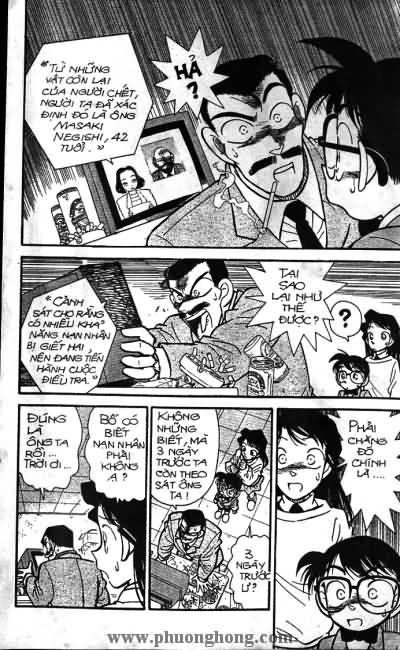 "TỪ NHỮNG
VẬT CÒN LẠI
CỦA NGƯỜI CHẾT,
NGƯỜI TA ĐÃ XÁC
ĐỊNH ĐÓ LÀ ÔNG
MASAKI
NEGISHI, 42
TUỔI."
HẢ
?
"CẢNH
SÁT CHO RẰNG
CÓ NHIỀU KHẢ
NĂNG NẠN NHÂN
BỊ GIẾT HẠI
NÊN ĐANG TIẾN
HÀNH CUỘC
ĐIỀU TRA."
TẠI
SAO
LẠI NHƯ
THẾ
ĐƯỢC?
?
ĐÚNG
LÀ
ÔNG TA
RỒI...
TRỜI ƠI...
BỐ CÓ
BIẾT
NẠN NHÂN
PHẢI
KHÔNG
Ạ?
KHÔNG
NHỮNG
BIẾT, MÀ
3 NGÀY
TRƯỚC TA
CÒN THEO
SÁT ÔNG
TA!
3
NGÀY
TRƯỚC
Ư?
PHẢI
CHĂNG
ĐÓ
CHÍNH
LÀ....
www.phuonghong.com